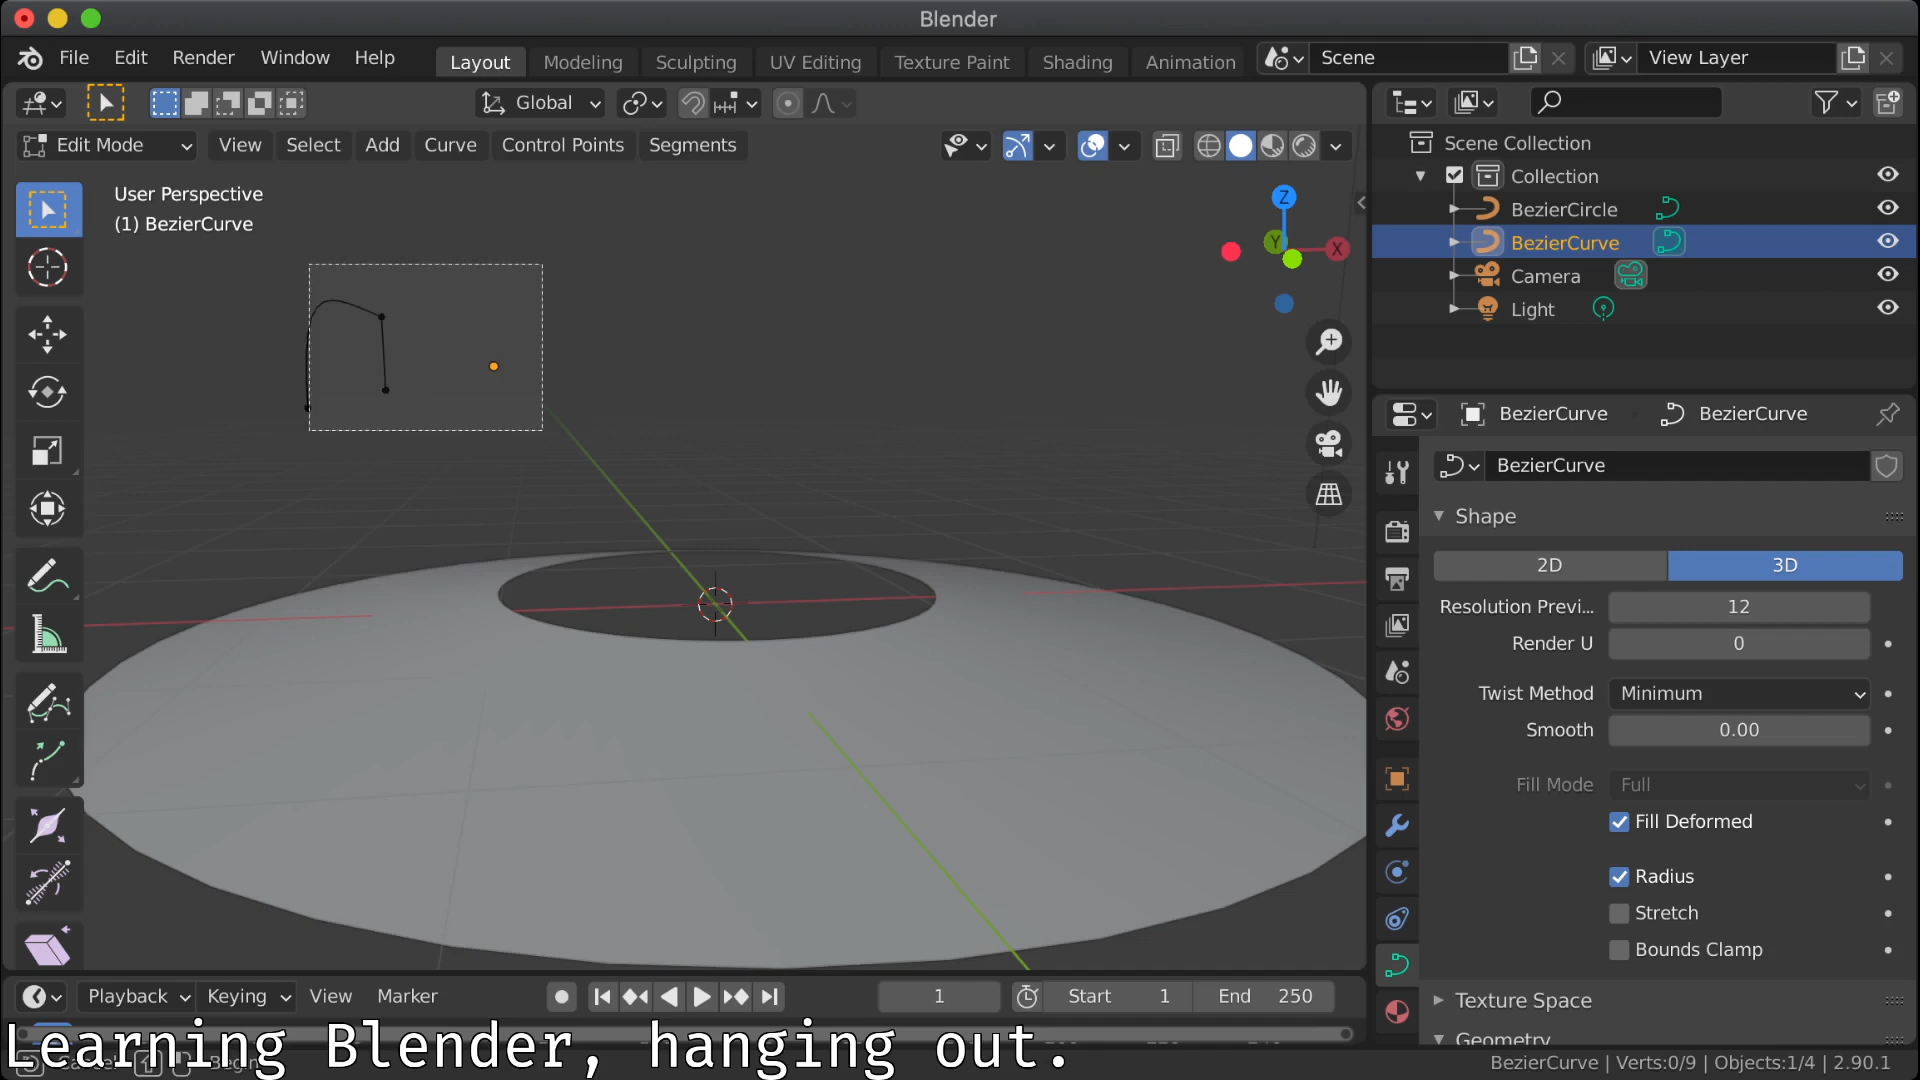 Blender
File Edit Render Window Help
Layout Modeling Sculpting UV Editing Texture Paint Shading Animation
Scene
View Layer
Global
Edit Mode View Select Add Curve Control Points Segments
User Perspective
(1) BezierCurve
Z
Y
X
Scene Collection
Collection
BezierCircle
BezierCurve
Camera
Light
BezierCurve BezierCurve
BezierCurve
Shape
2D 3D
Resolution Previ... 12
Render U 0
Twist Method Minimum
Smooth 0.00
Fill Mode Full
Fill Deformed
Radius
Stretch
Bounds Clamp
Texture Space
Geometry
Playback Keying View Marker
1
Start 1 End 250
Learning Blender, hanging out.
BezierCurve | Verts:0/9 | Objects:1/4 | 2.90.1